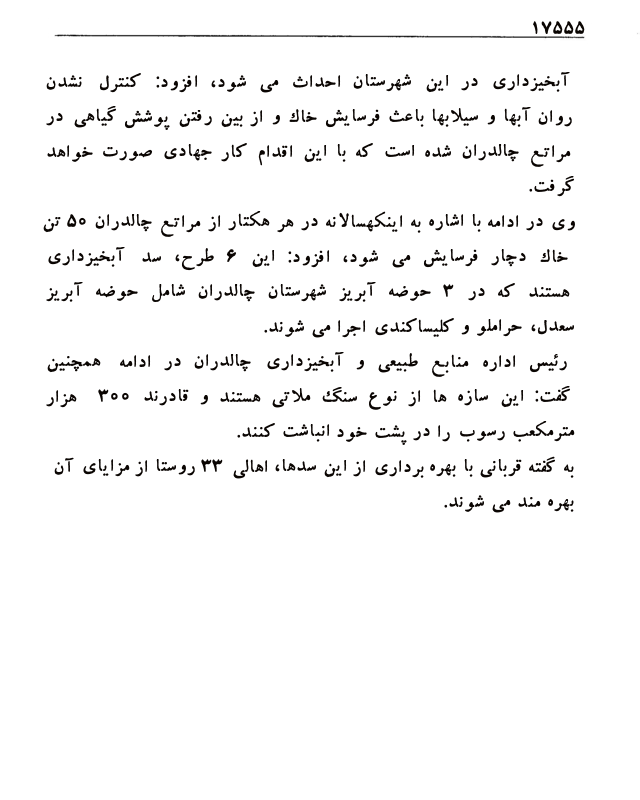 ۱۷۵۵۵
آبخیزداری در این شهرستان احداث می شود، افزود: کنترل نشدن
روان آبها و سیلابها باعث فرسایش خاک و از بین رفتن پوشش گیاهی در
مراتع چالدران شده است که با این اقدام کار جهادی صورت خواهد
گرفت.
وی در ادامه با اشاره به اینکهسالانه در هر هکتار از مراتع چالدران ۵۰ تن
خاک دچار فرسایش می شود، افزود: این ۶ طرح، سد آبخیزداری
هستند که در ۳ حوضه آبریز شهرستان چالدران شامل حوضه آبریز
سعدل، حراملو و کلیساکندی اجرا می شوند.
رئیس اداره منابع طبیعی و آبخیزداری چالدران در ادامه همچنین
گفت: این سازه ها از نوع سنگ ملاتی هستند و قادرند ۳۰۰ هزار
مترمکعب رسوب را در پشت خود انباشت کنند.
به گفته قربانی با بهره برداری از این سدها، اهالی ۳۳ روستا از مزایای آن
بهره مند می شوند.